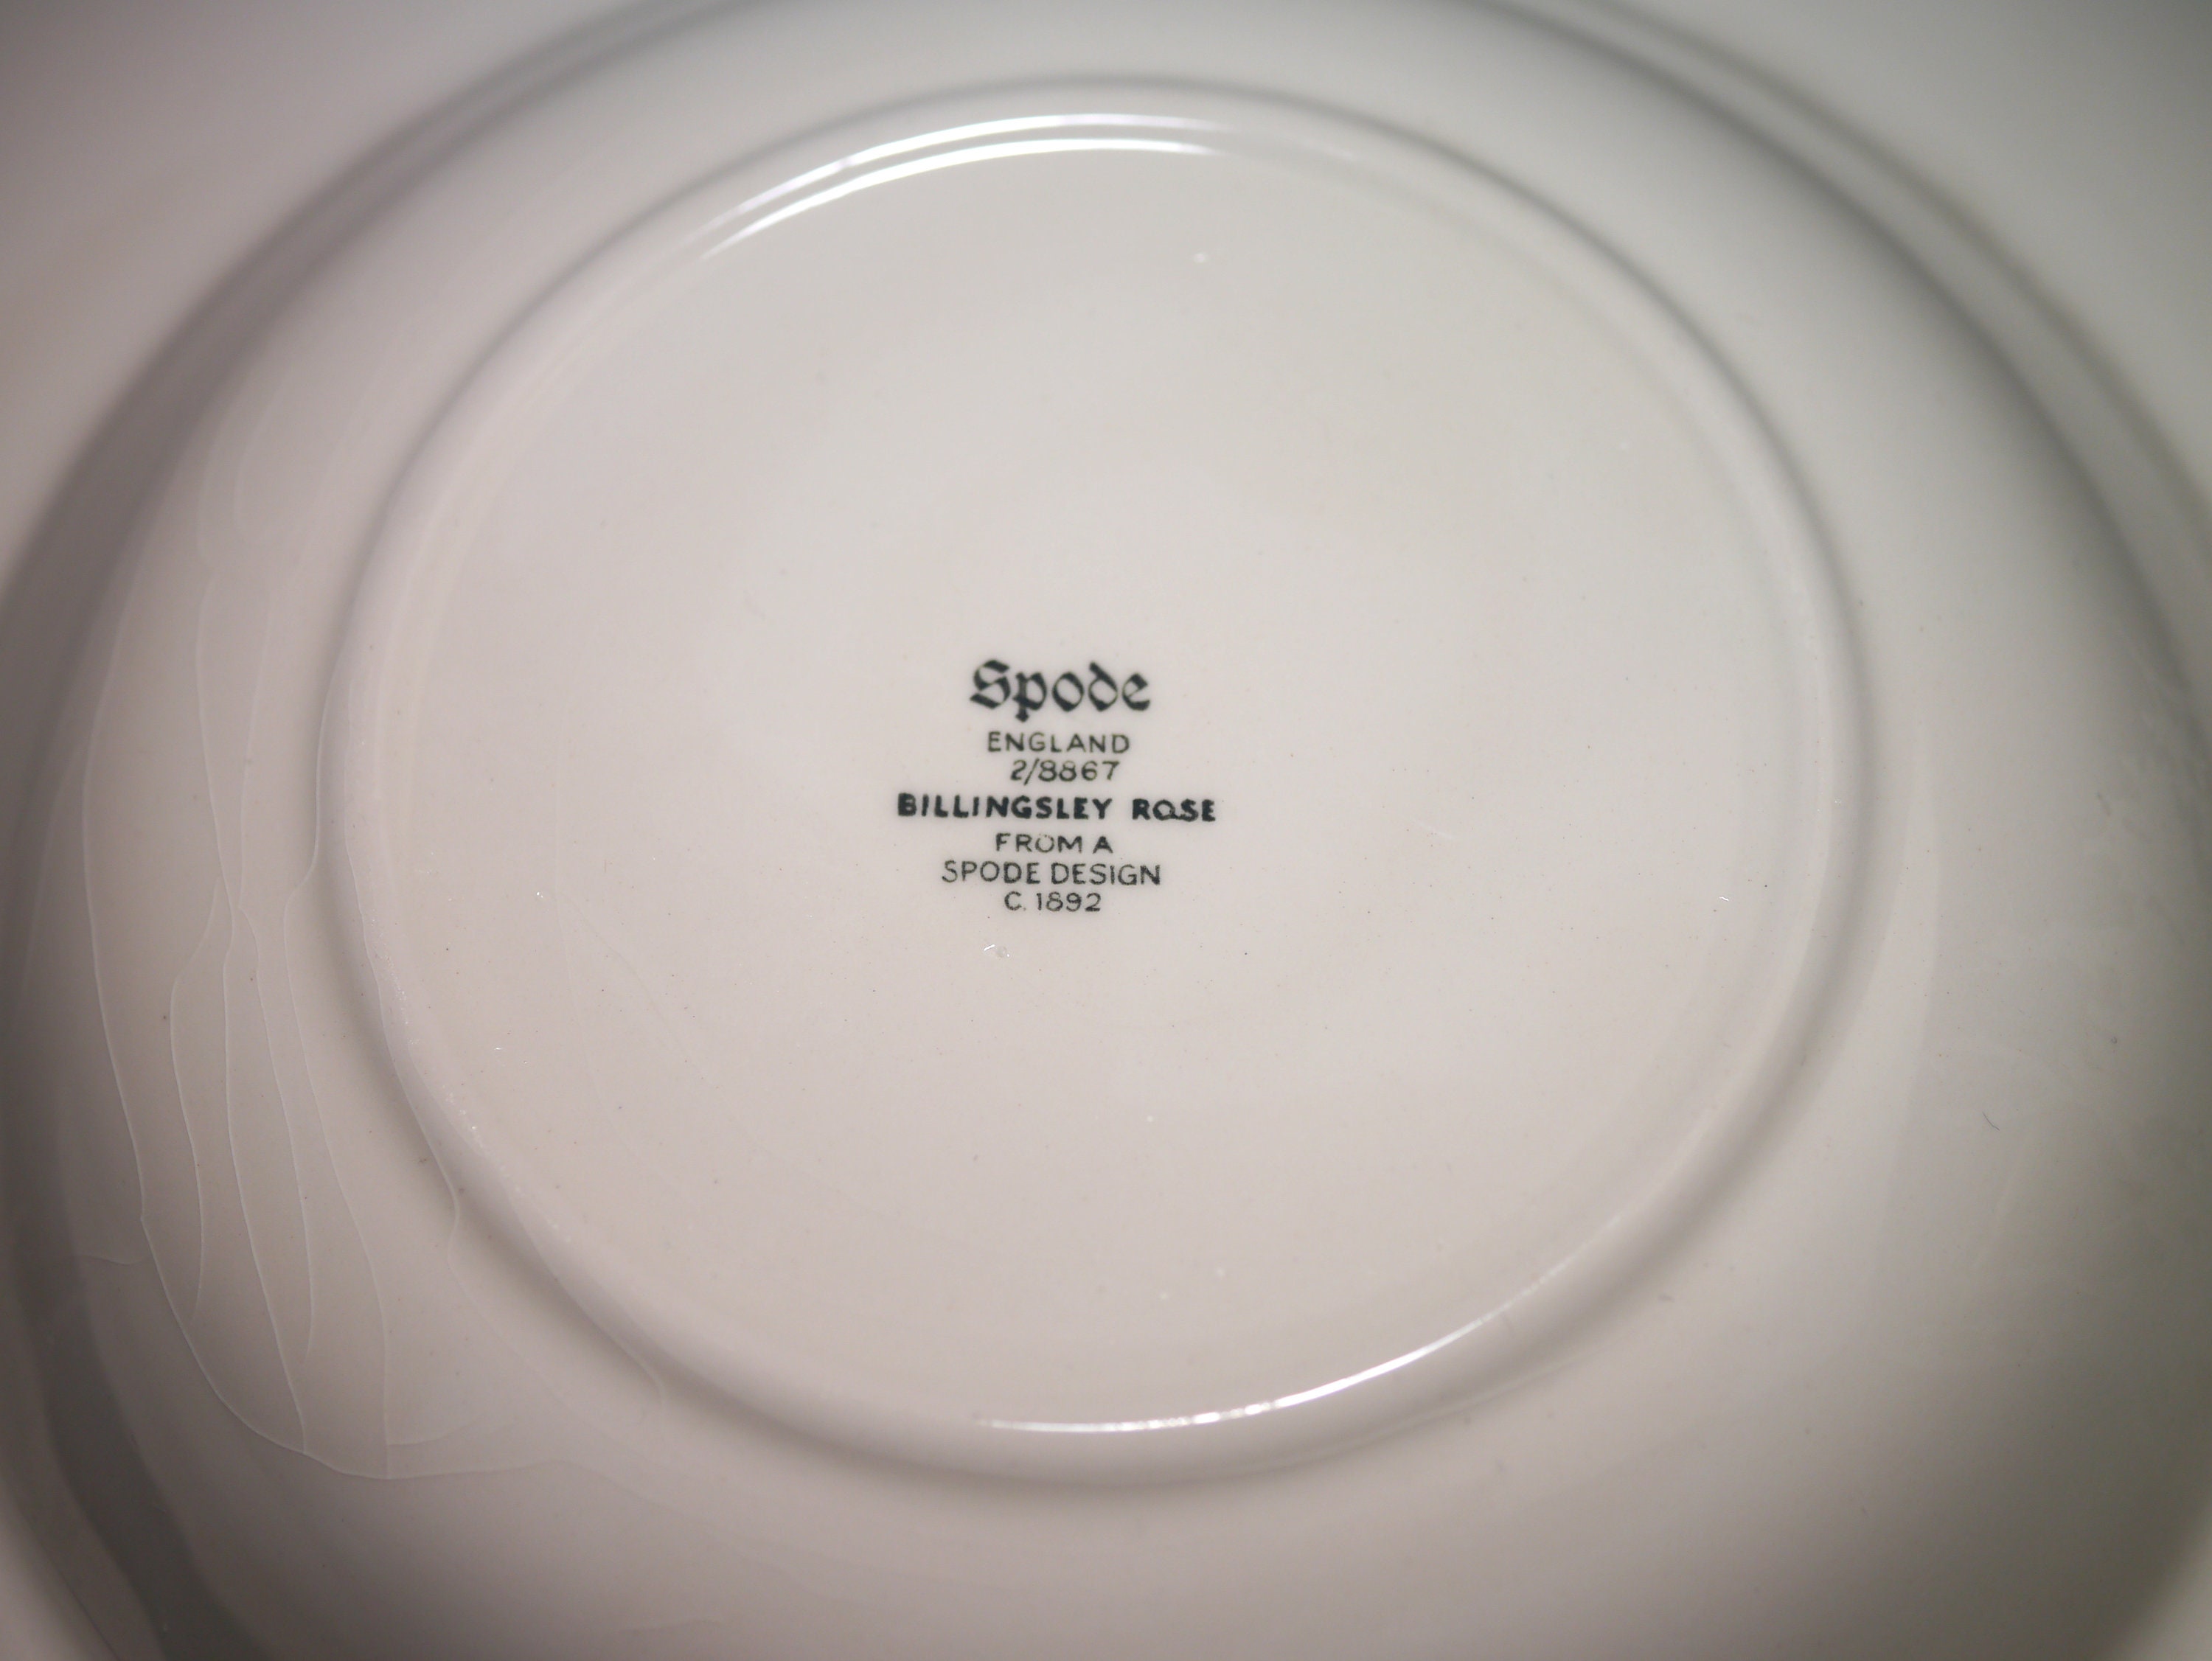 Spode
ENGLAND
2/8867
BILLINGSLEY ROSE
FROM A
SPODE DESIGN
C. 1892